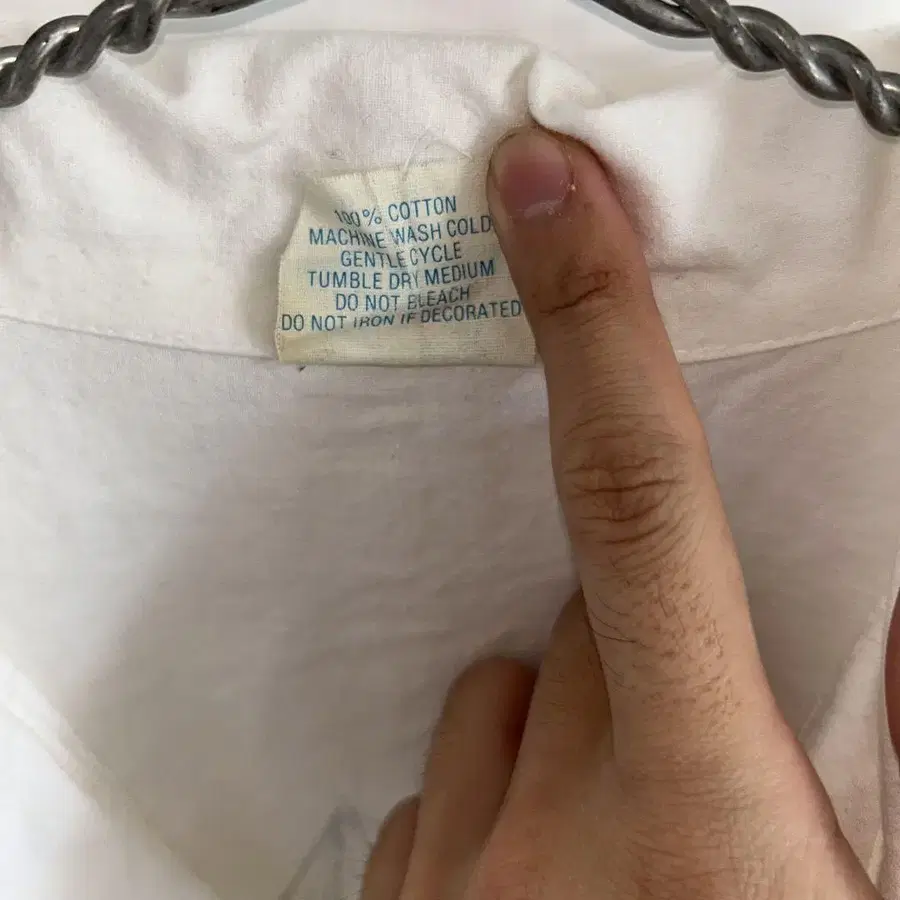 100% COTTON
MACHINE WASH COLD
GENTLE CYCLE
TUMBLE DRY MEDIUM
DO NOT BLEACH
DO NOT IRON IF DECORATED